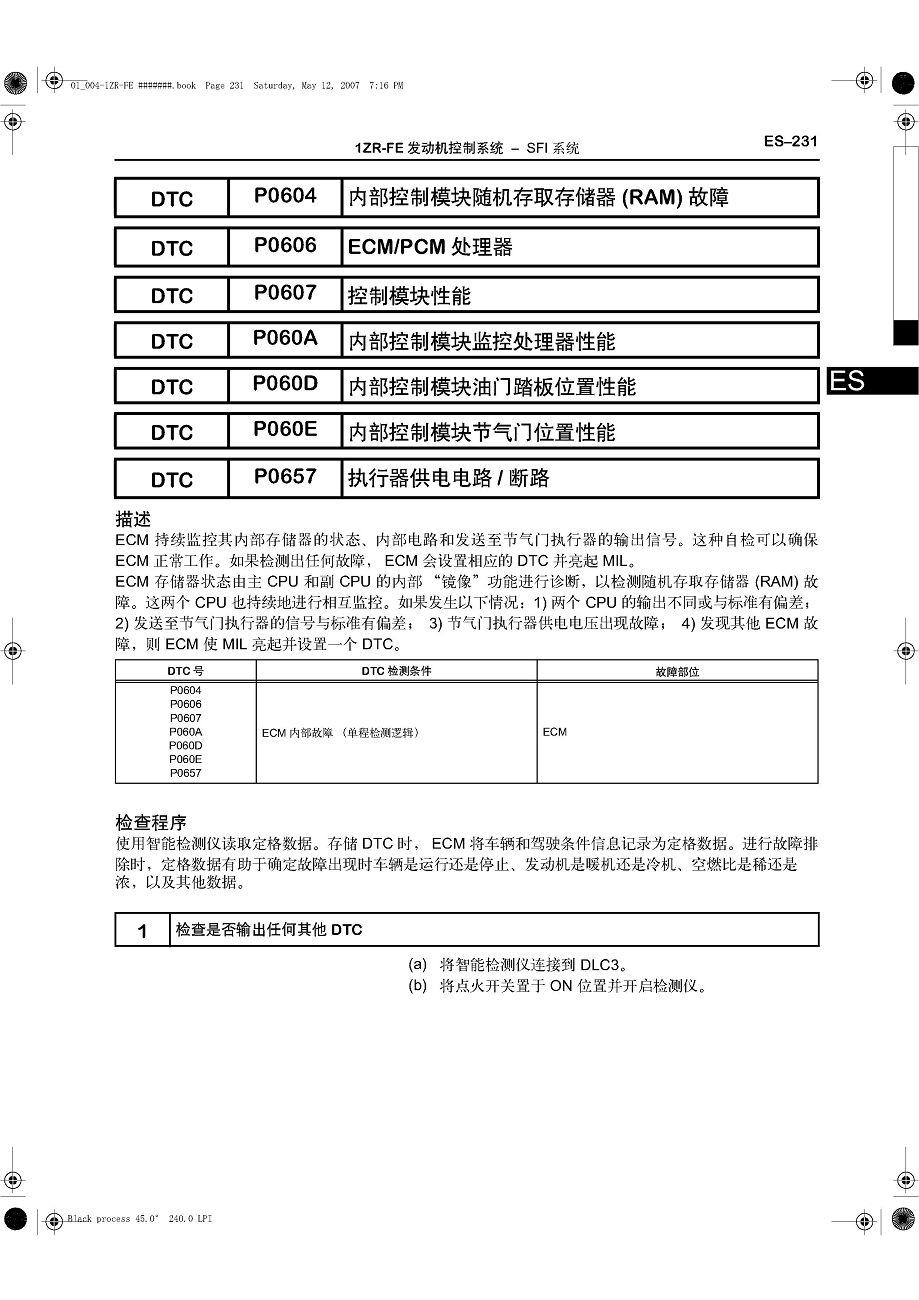 01_004-1ZR-FE #######.book Page 231 Saturday, May 12, 2007 7:16 PM
1ZR-FE 发动机控制系统 – SFI 系统
ES–231
DTC P0604 内部控制模块随机存取存储器 (RAM) 故障
DTC P0606 ECM/PCM 处理器
DTC P0607 控制模块性能
DTC P060A 内部控制模块监控处理器性能
ES
DTC P060D 内部控制模块油门踏板位置性能
DTC P060E 内部控制模块节气门位置性能
DTC P0657 执行器供电电路 / 断路
描述
ECM 持续监控其内部存储器的状态、内部电路和发送至节气门执行器的输出信号。这种自检可以确保
ECM 正常工作。如果检测出任何故障， ECM 会设置相应的 DTC 并亮起 MIL。
ECM 存储器状态由主 CPU 和副 CPU 的内部 “镜像”功能进行诊断，以检测随机存取存储器 (RAM) 故
障。这两个 CPU 也持续地进行相互监控。如果发生以下情况：1) 两个 CPU 的输出不同或与标准有偏差；
2) 发送至节气门执行器的信号与标准有偏差； 3) 节气门执行器供电电压出现故障； 4) 发现其他 ECM 故
障，则 ECM 使 MIL 亮起并设置一个 DTC。
DTC 号 DTC 检测条件 故障部位
P0604
P0606
P0607
P060A ECM 内部故障 （单程检测逻辑） ECM
P060D
P060E
P0657
检查程序
使用智能检测仪读取定格数据。存储 DTC 时， ECM 将车辆和驾驶条件信息记录为定格数据。进行故障排
除时，定格数据有助于确定故障出现时车辆是运行还是停止、发动机是暖机还是冷机、空燃比是稀还是
浓，以及其他数据。
1 检查是否输出任何其他 DTC
(a) 将智能检测仪连接到 DLC3。
(b) 将点火开关置于 ON 位置并开启检测仪。
Black process 45.0° 240.0 LPI